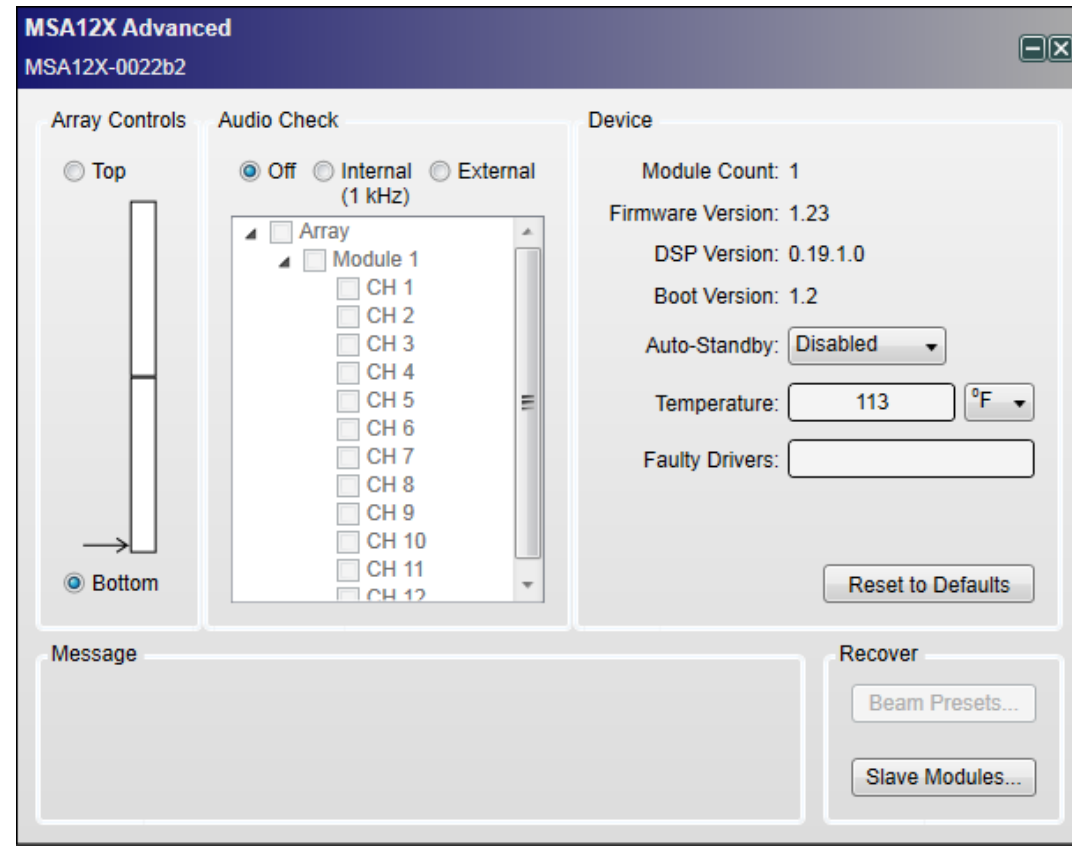 MSA12X Advanced
MSA12X-0022b2
Array Controls
Top
Bottom
Audio Check
Off Internal External
(1 kHz)
Array
Module 1
CH 1
CH 2
CH 3
CH 4
CH 5
CH 6
CH 7
CH 8
CH 9
CH 10
CH 11
CH 12
Device
Module Count: 1
Firmware Version: 1.23
DSP Version: 0.19.1.0
Boot Version: 1.2
Auto-Standby: Disabled
Temperature: 113 ºF
Faulty Drivers:
Reset to Defaults
Message
Recover
Beam Presets...
Slave Modules...